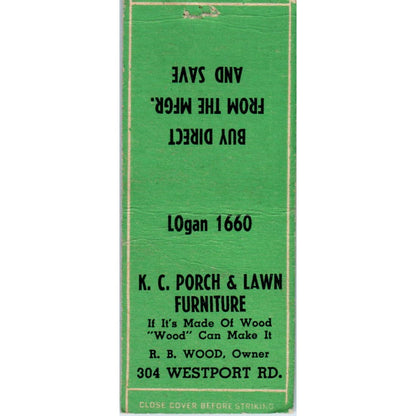 BUY DIRECT
FROM THE MFGR.
AND SAVE
LOgan 1660
K. C. PORCH & LAWN
FURNITURE
If It's Made Of Wood
"Wood" Can Make It
R. B. WOOD, Owner
304 WESTPORT RD.
CLOSE COVER BEFORE STRIKING